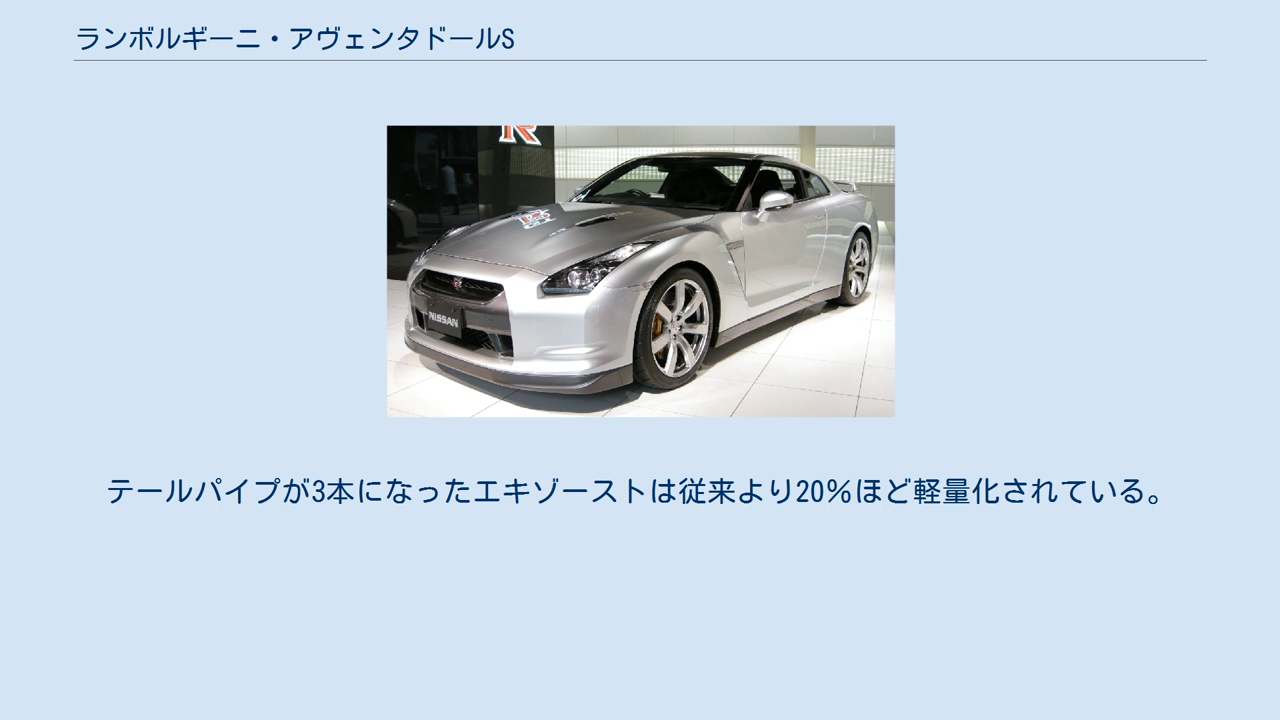 ランボルギーニ・アヴェンタドールS
R
NISSAN
テールパイプが3本になったエキゾーストは従来より20%ほど軽量化されている。